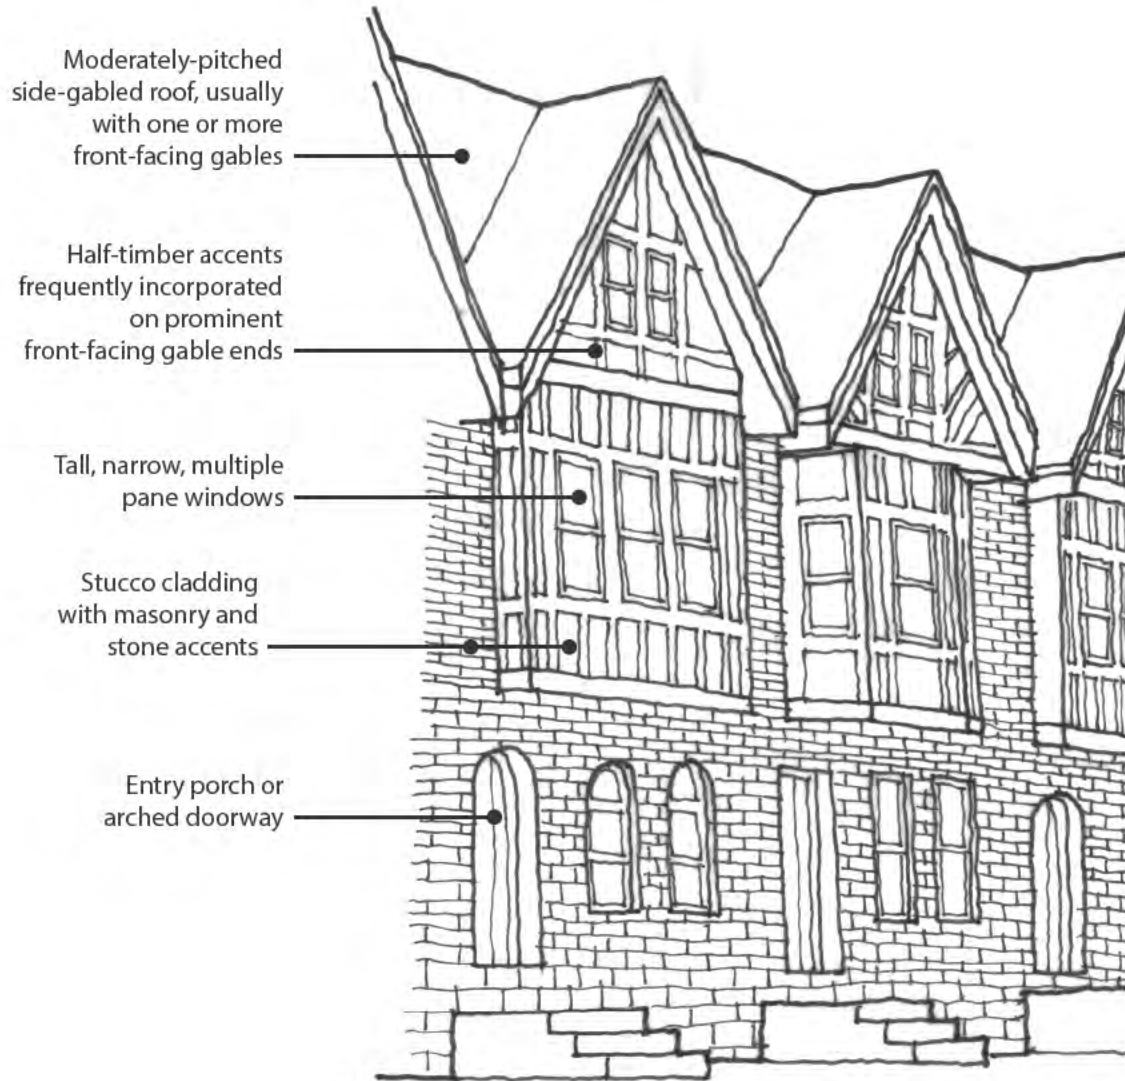 Moderately-pitched
side-gabled roof, usually
with one or more
front-facing gables
Half-timber accents
frequently incorporated
on prominent
front-facing gable ends
Tall, narrow, multiple
pane windows
Stucco cladding
with masonry and
stone accents
Entry porch or
arched doorway